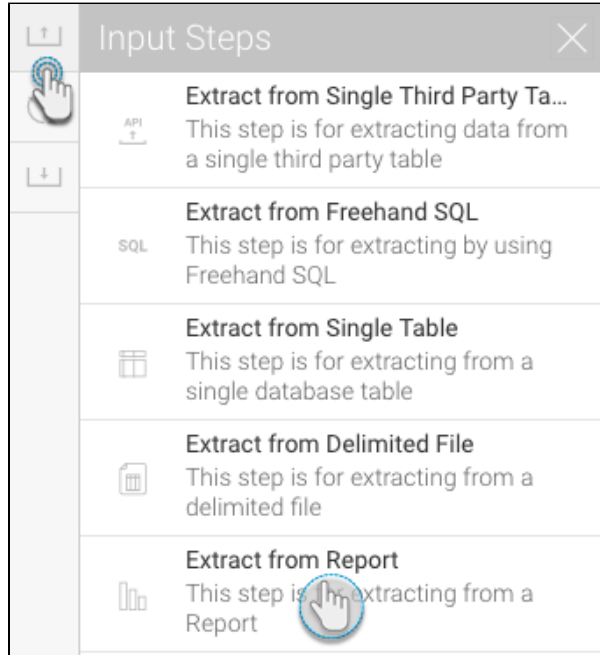 Input Steps
Extract from Single Third Party Ta...
API
This step is for extracting data from
a single third party table
Extract from Freehand SQL
SQL
This step is for extracting by using
Freehand SQL
Extract from Single Table
This step is for extracting from a
single database table
Extract from Delimited File
This step is for extracting from a
delimited file
Extract from Report
This step is extracting from a
Report